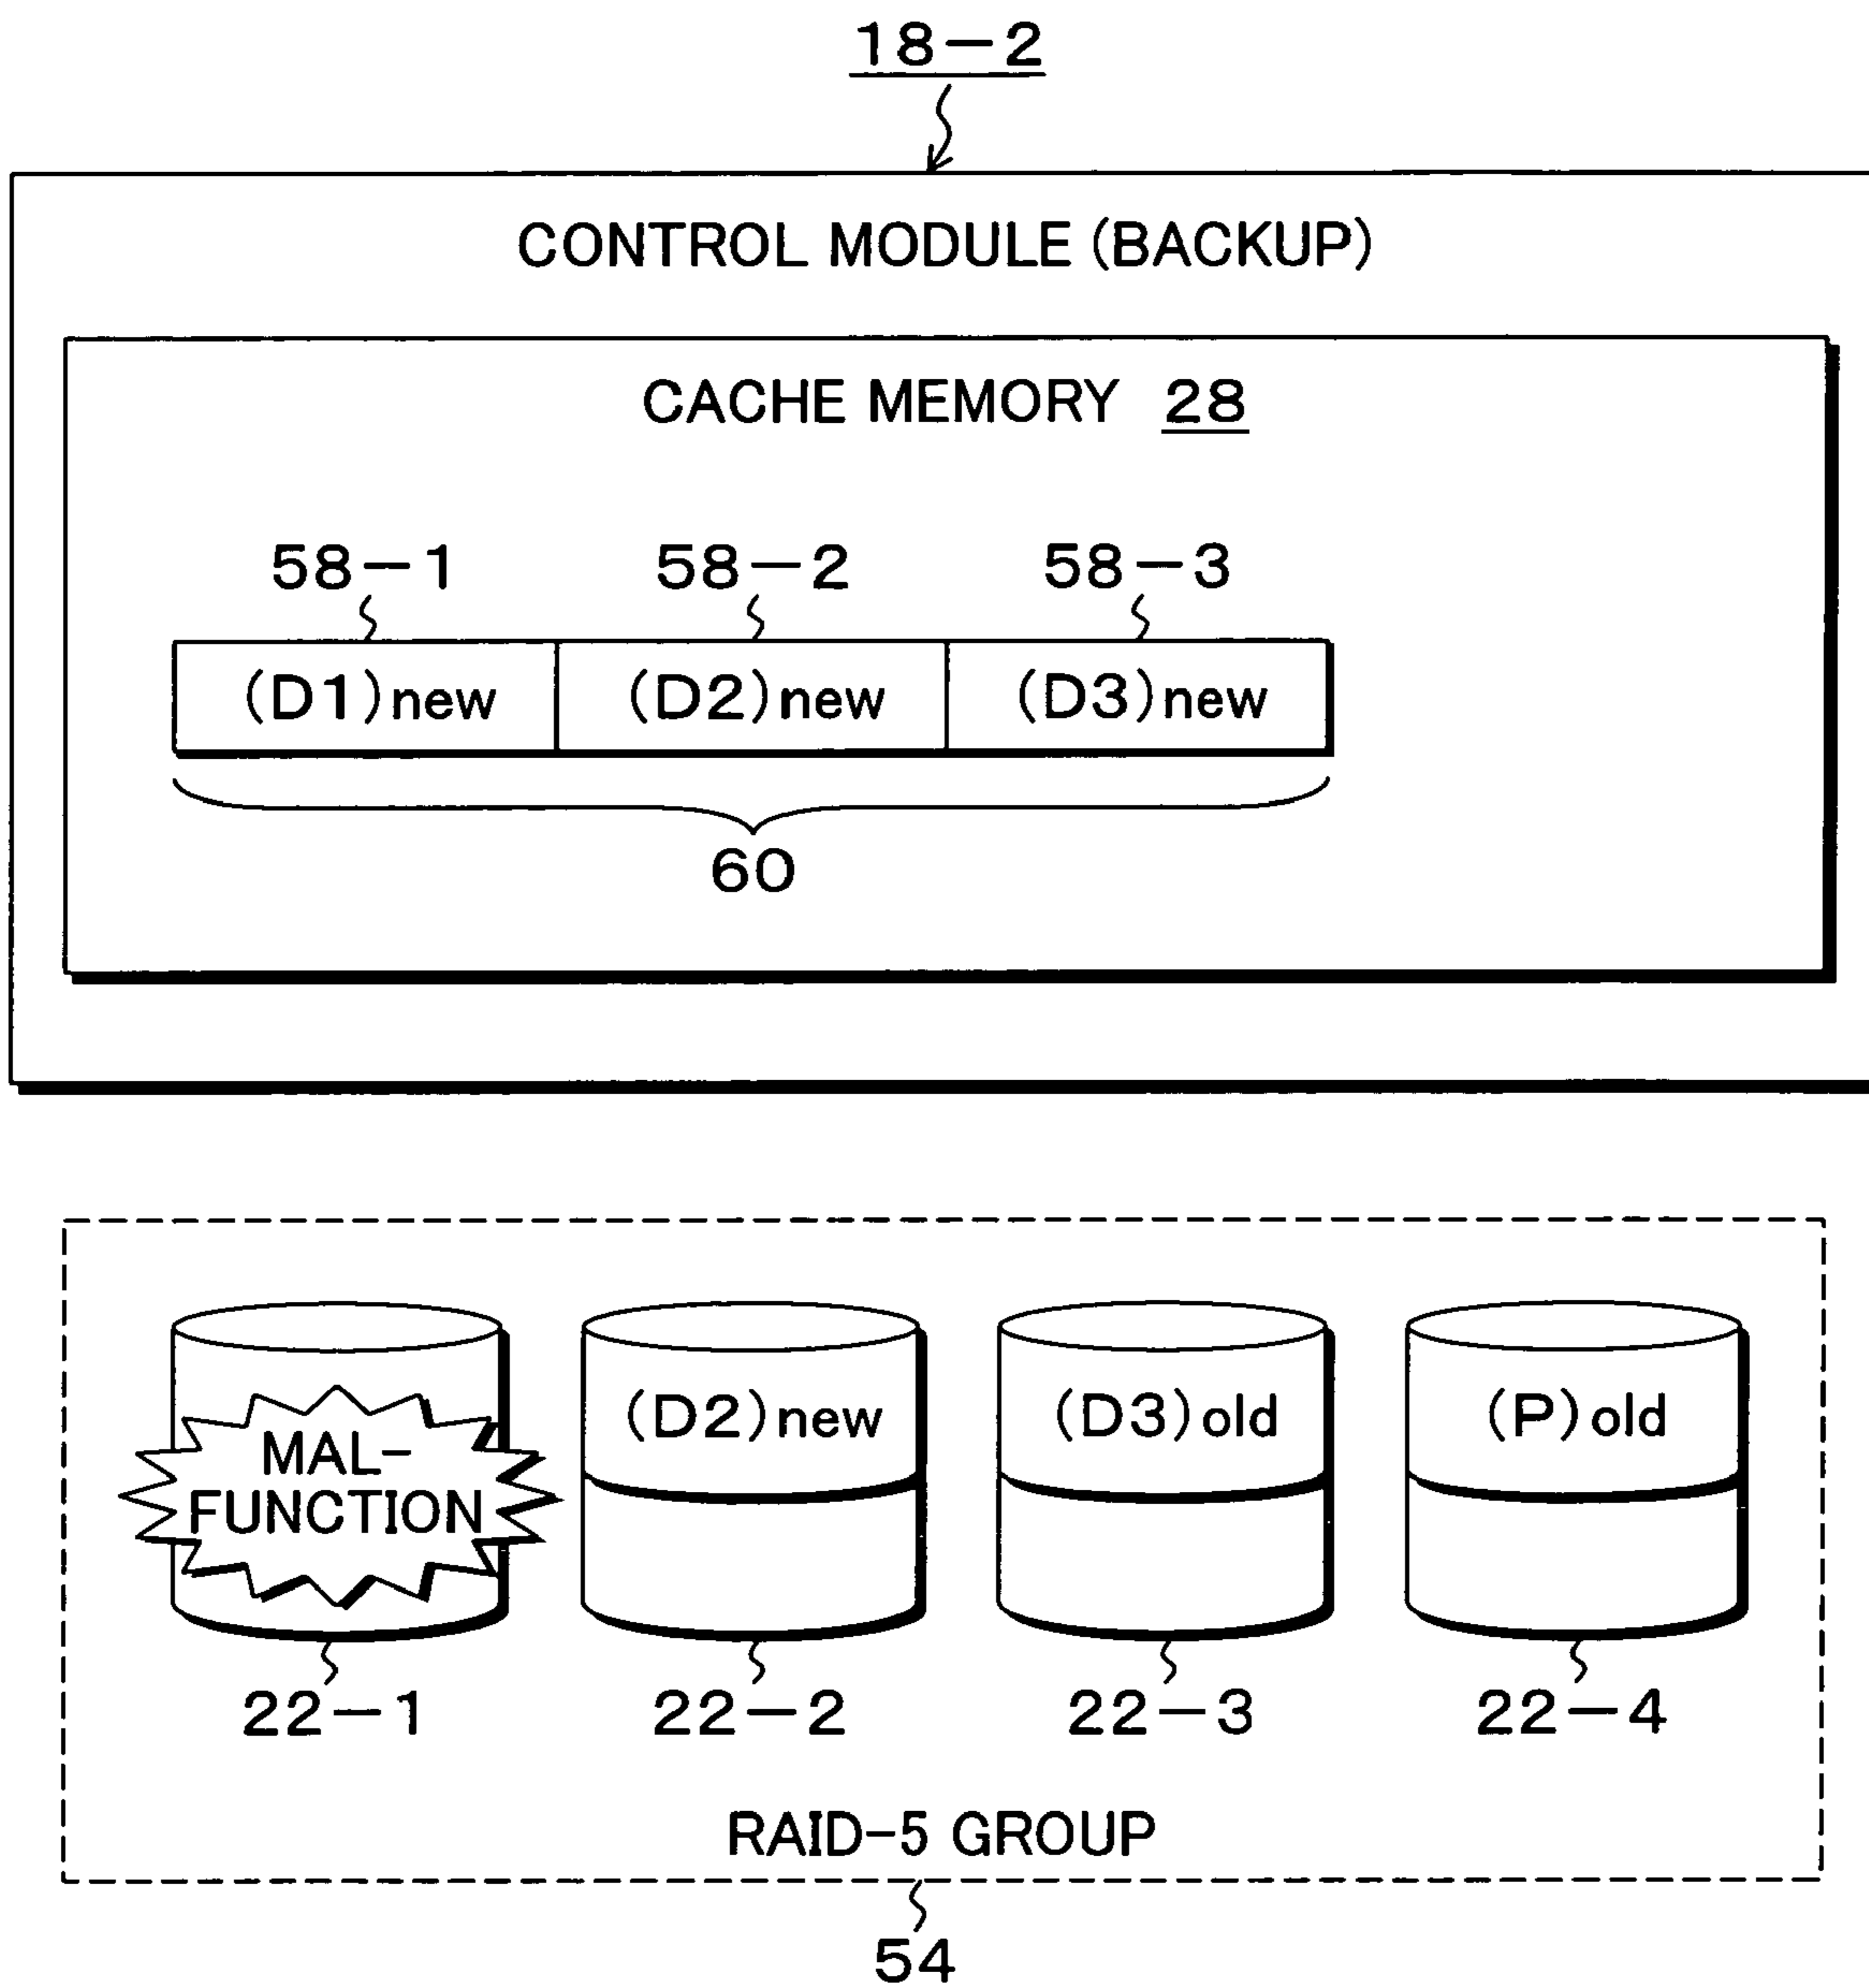 18-2
CONTROL MODULE (BACKUP)
CACHE MEMORY 28
58-1 58-2 58-3
(D1)new (D2)new (D3)new
60
MAL-
FUNCTION
(D2)new (D3)old (P)old
22-1 22-2 22-3 22-4
RAID-5 GROUP
54